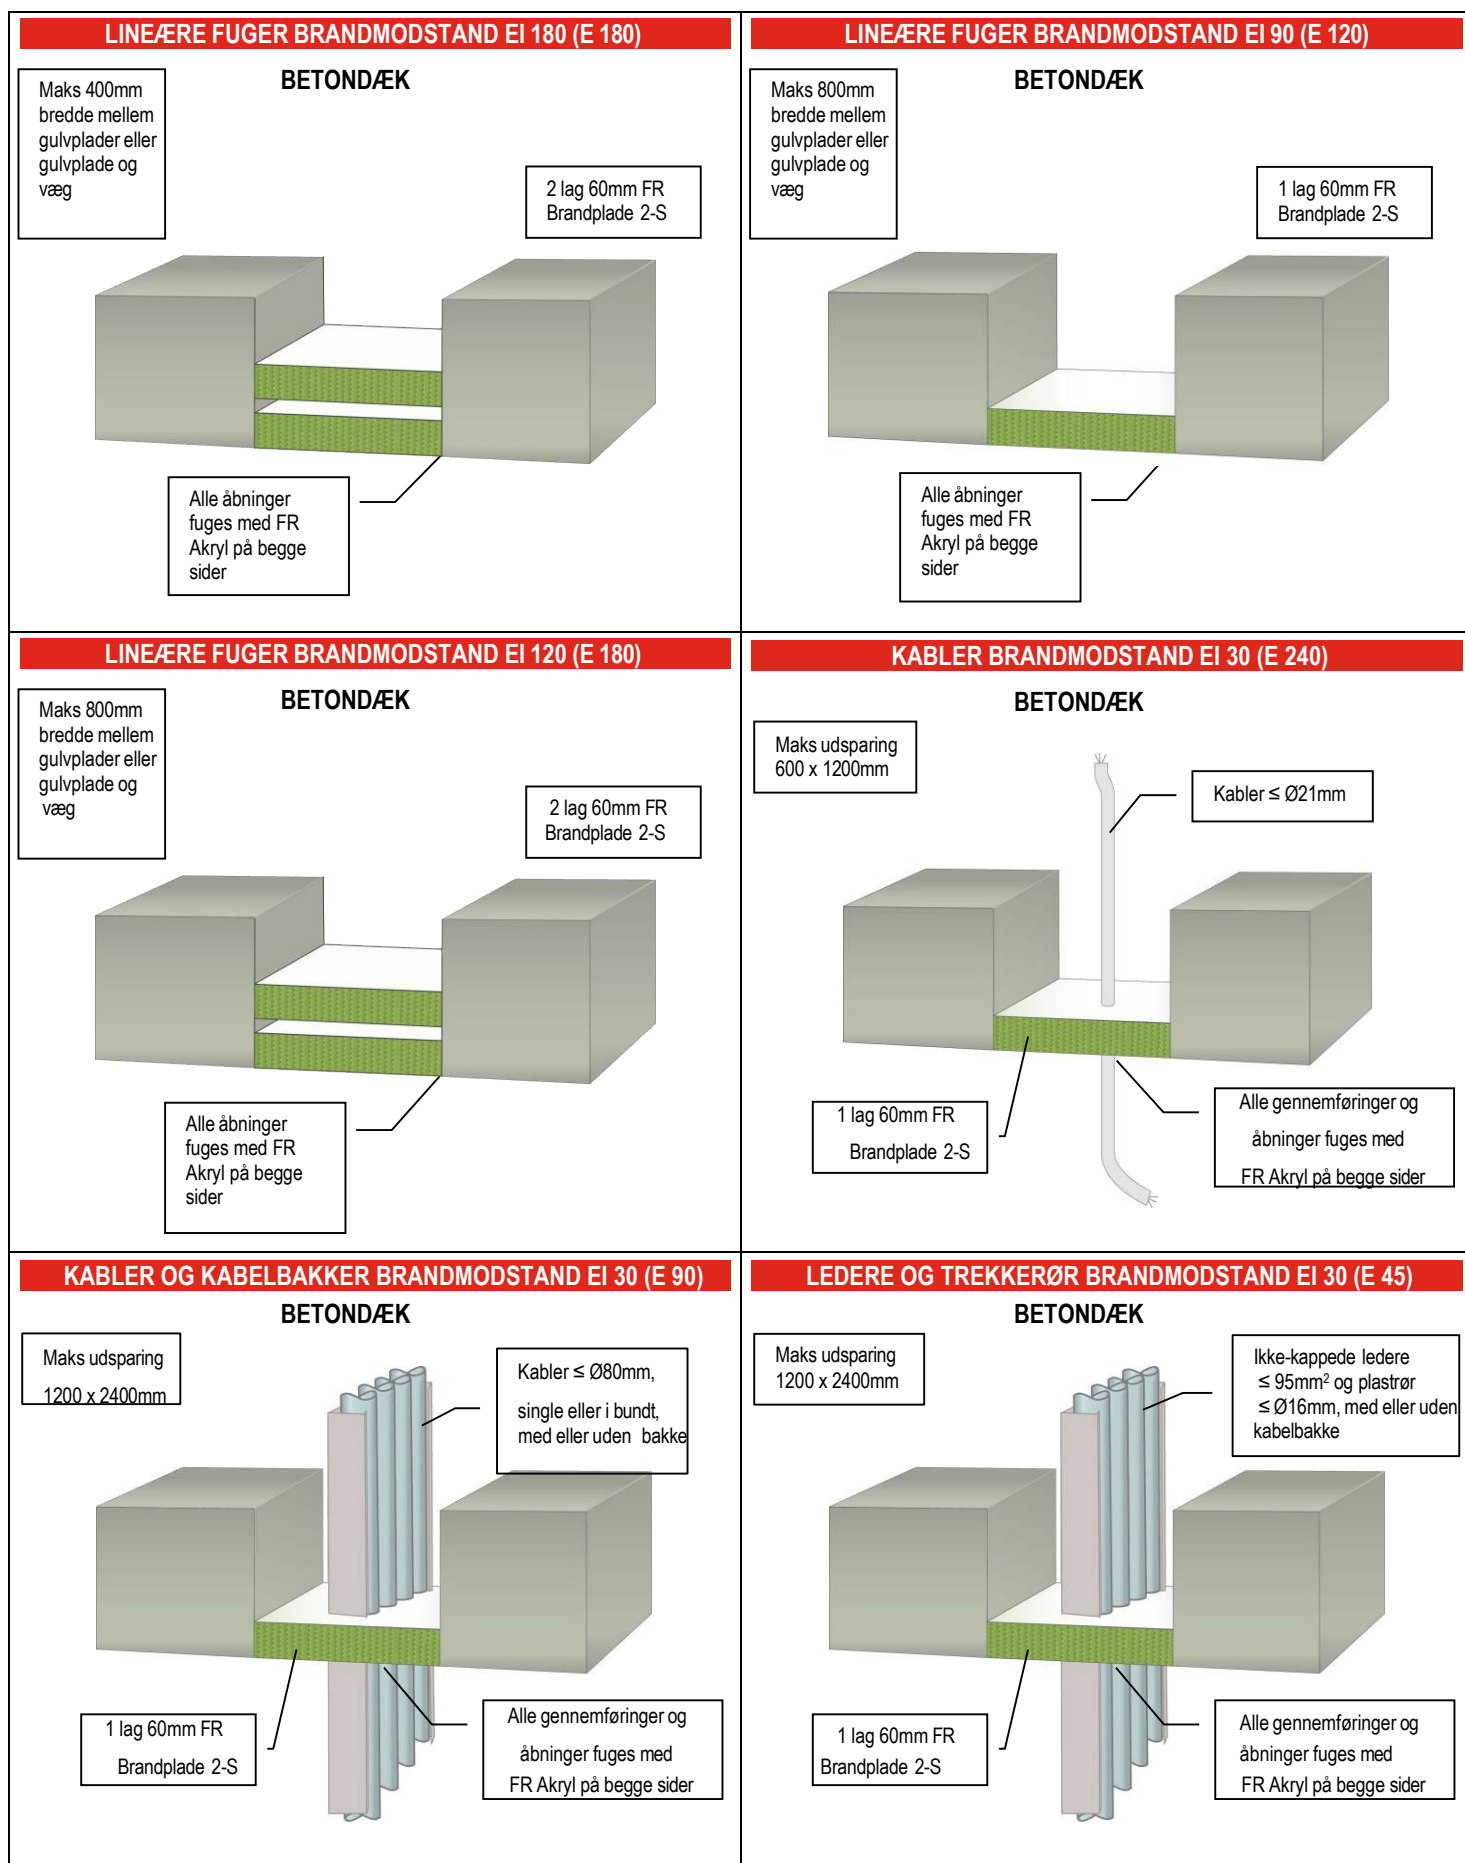 LINEÆRE FUGER BRANDMODSTAND EI 180 (E 180)
BETONDÆK
Maks 400mm
bredde mellem
gulvplader eller
gulvplade og
væg
2 lag 60mm FR
Brandplade 2-S
Alle åbninger
fuges med FR
Akryl på begge
sider
LINEÆRE FUGER BRANDMODSTAND EI 90 (E 120)
BETONDÆK
Maks 800mm
bredde mellem
gulvplader eller
gulvplade og
væg
1 lag 60mm FR
Brandplade 2-S
Alle åbninger
fuges med FR
Akryl på begge
sider
LINEÆRE FUGER BRANDMODSTAND EI 120 (E 180)
BETONDÆK
Maks 800mm
bredde mellem
gulvplader eller
gulvplade og
væg
2 lag 60mm FR
Brandplade 2-S
Alle åbninger
fuges med FR
Akryl på begge
sider
KABLER BRANDMODSTAND EI 30 (E 240)
BETONDÆK
Maks udsparing
600 x 1200mm
Kabler ≤ Ø21mm
1 lag 60mm FR
Brandplade 2-S
Alle gennemføringer og
åbninger fuges med
FR Akryl på begge sider
KABLER OG KABELBAKKER BRANDMODSTAND EI 30 (E 90)
BETONDÆK
Maks udsparing
1200 x 2400mm
Kabler ≤ Ø80mm,
single eller i bundt,
med eller uden bakke
1 lag 60mm FR
Brandplade 2-S
Alle gennemføringer og
åbninger fuges med
FR Akryl på begge sider
LEDERE OG TREKKERØR BRANDMODSTAND EI 30 (E 45)
BETONDÆK
Maks udsparing
1200 x 2400mm
Ikke-kappede ledere
≤ 95mm² og plastrør
≤ Ø16mm, med eller uden
kabelbakke
1 lag 60mm FR
Brandplade 2-S
Alle gennemføringer og
åbninger fuges med
FR Akryl på begge sider